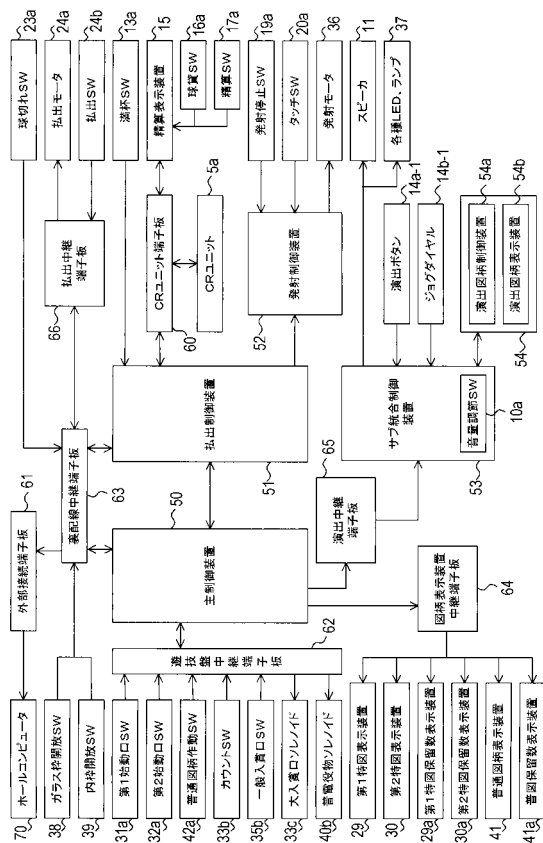 23a 球切れSW
24a 払出モータ
24b 払出SW
13a 満杯SW
15 精算表示装置
16a 球貸SW
17a 精算SW
19a 発射停止SW
20a タッチSW
36 発射モータ
11 スピーカ
37 各種LED、ランプ
66 払出中継端子板
60 CRユニット端子板
5a CRユニット
52 発射制御装置
14a-1 演出ボタン
14b-1 ジョグダイヤル
54a 演出図柄制御装置
54b 演出図柄表示装置
54
61 外部接続端子板
63 裏配線中継端子板
51 払出制御装置
53 サブ統合制御装置
10a 音量調節SW
50 主制御装置
65 演出中継端子板
62 遊技盤中継端子板
64 図柄表示装置中継端子板
70 ホールコンピュータ
38 ガラス枠開放SW
39 内枠開放SW
31a 第1始動口SW
32a 第2始動口SW
42a 普通図柄作動SW
33b カウントSW
35b 一般入賞口SW
33c 大入賞口ソレノイド
40b 普電役物ソレノイド
29 第1特図表示装置
30 第2特図表示装置
29a 第1特図保留数表示装置
30a 第2特図保留数表示装置
41 普通図柄表示装置
41a 普図保留数表示装置